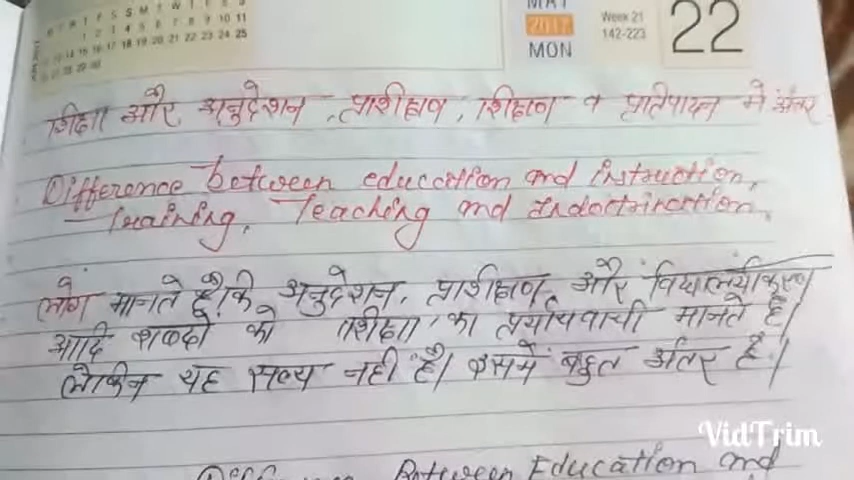 MAY
2017
MON
Week 21
142-223
22
शिक्षा और अनुदेशन, प्रशिक्षण, शिक्षण व प्रतिपादन में अंतर
Difference between education and instruction,
Training, Teaching and Indoctrination.
लोग मानते है कि अनुदेशन, प्रशिक्षण और विद्यालयीकरण
आदि शब्दो को शिक्षा का पर्यायवाची मानते है।
लेकिन यह सत्य नही है। इसमें बहुत अंतर है।
Between Education and
VidTrim